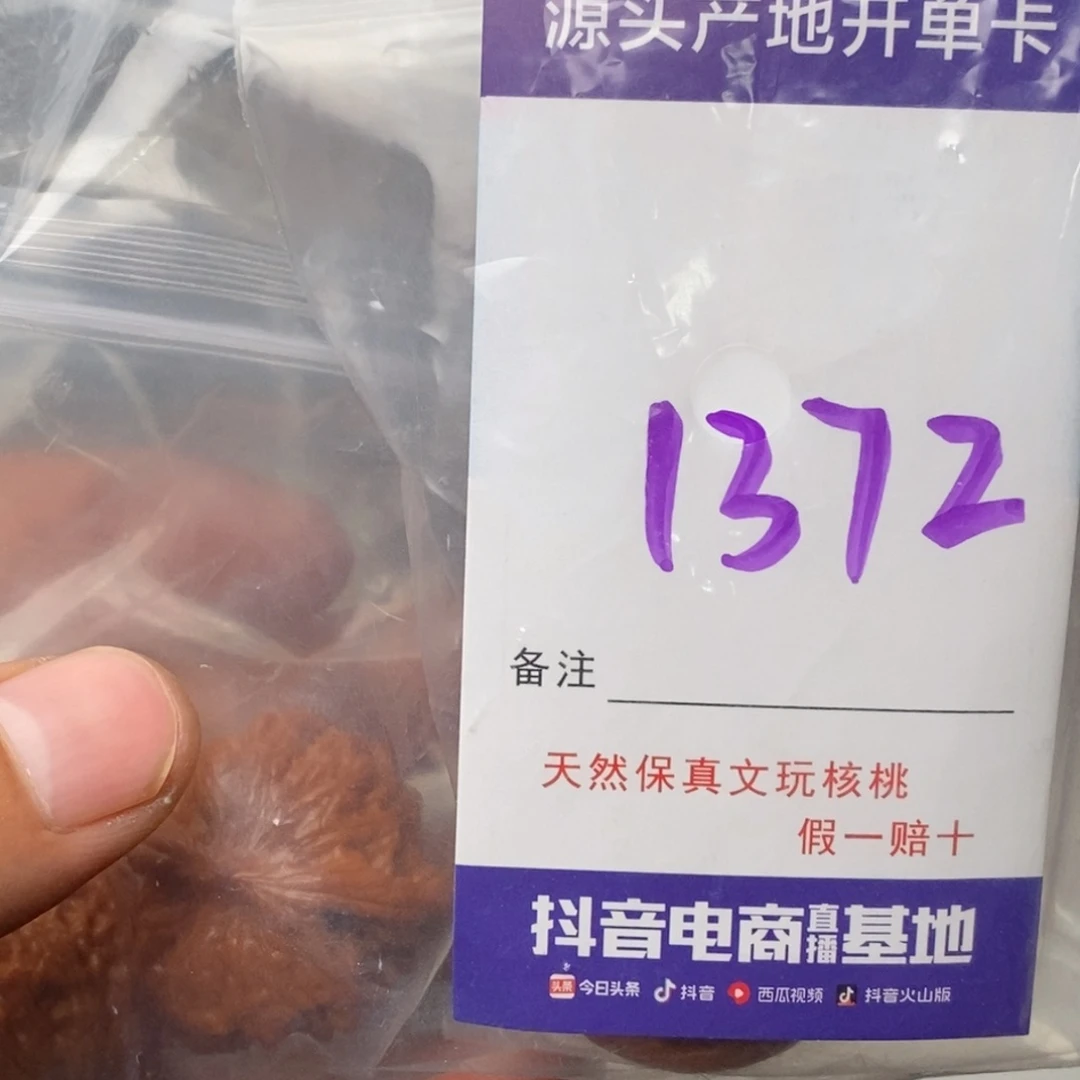 源头产地开单卡
1372
备注
天然保真文玩核桃
假一赔十
抖音电商直播基地
头条 今日头条 抖音 西瓜视频 抖音火山版